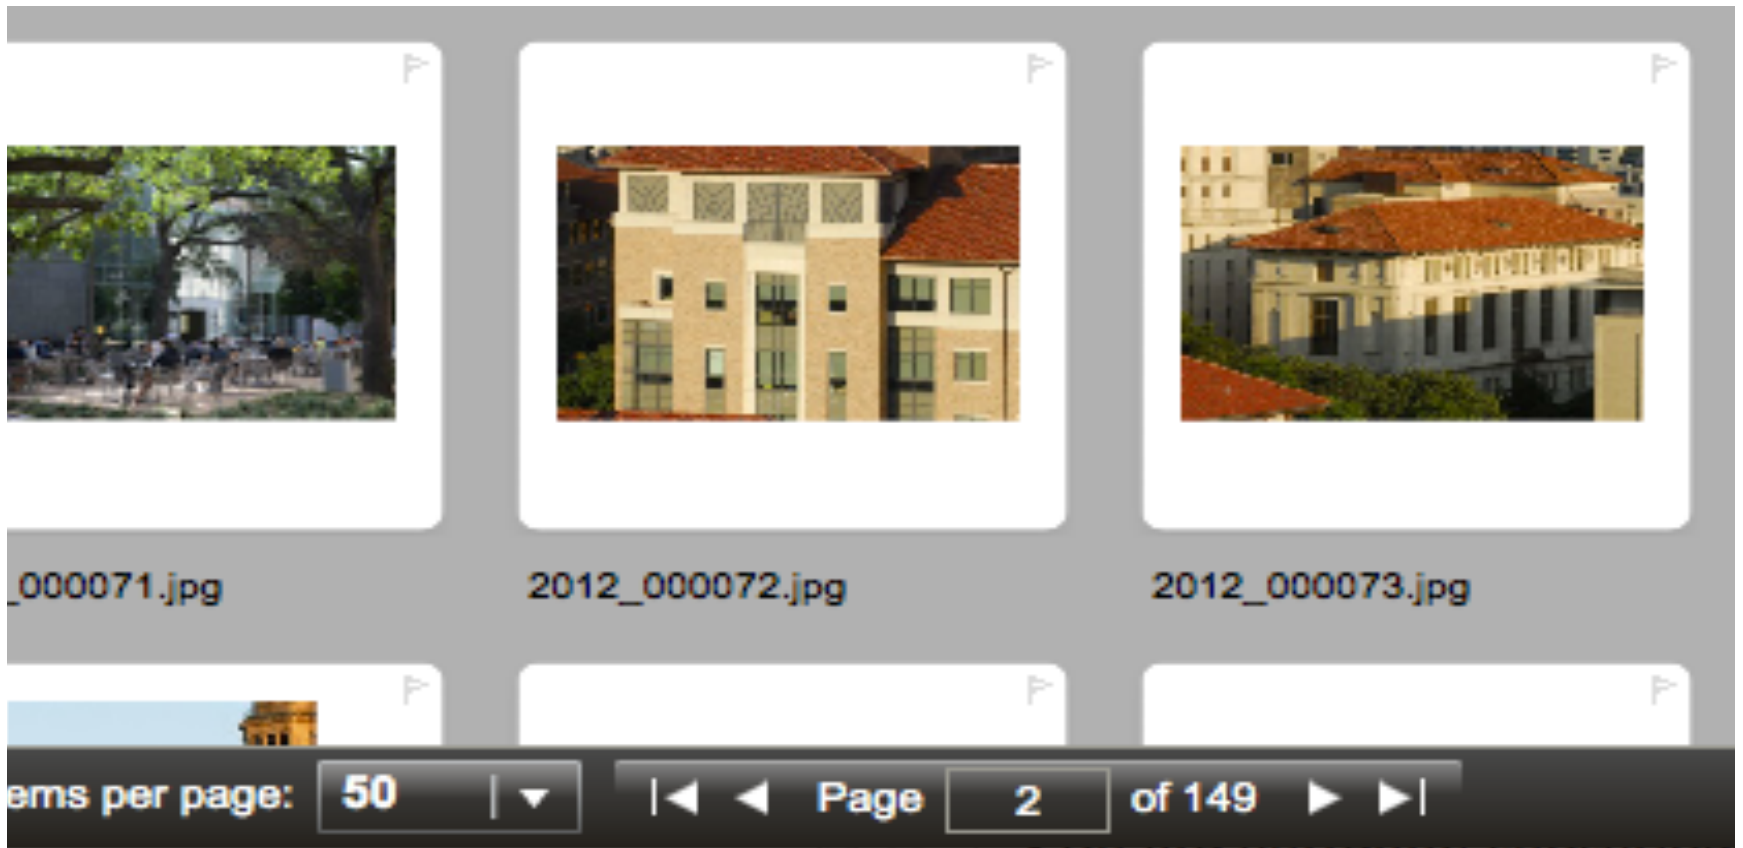 _000071.jpg
2012_000072.jpg
2012_000073.jpg
ems per page: 50 Page 2 of 149